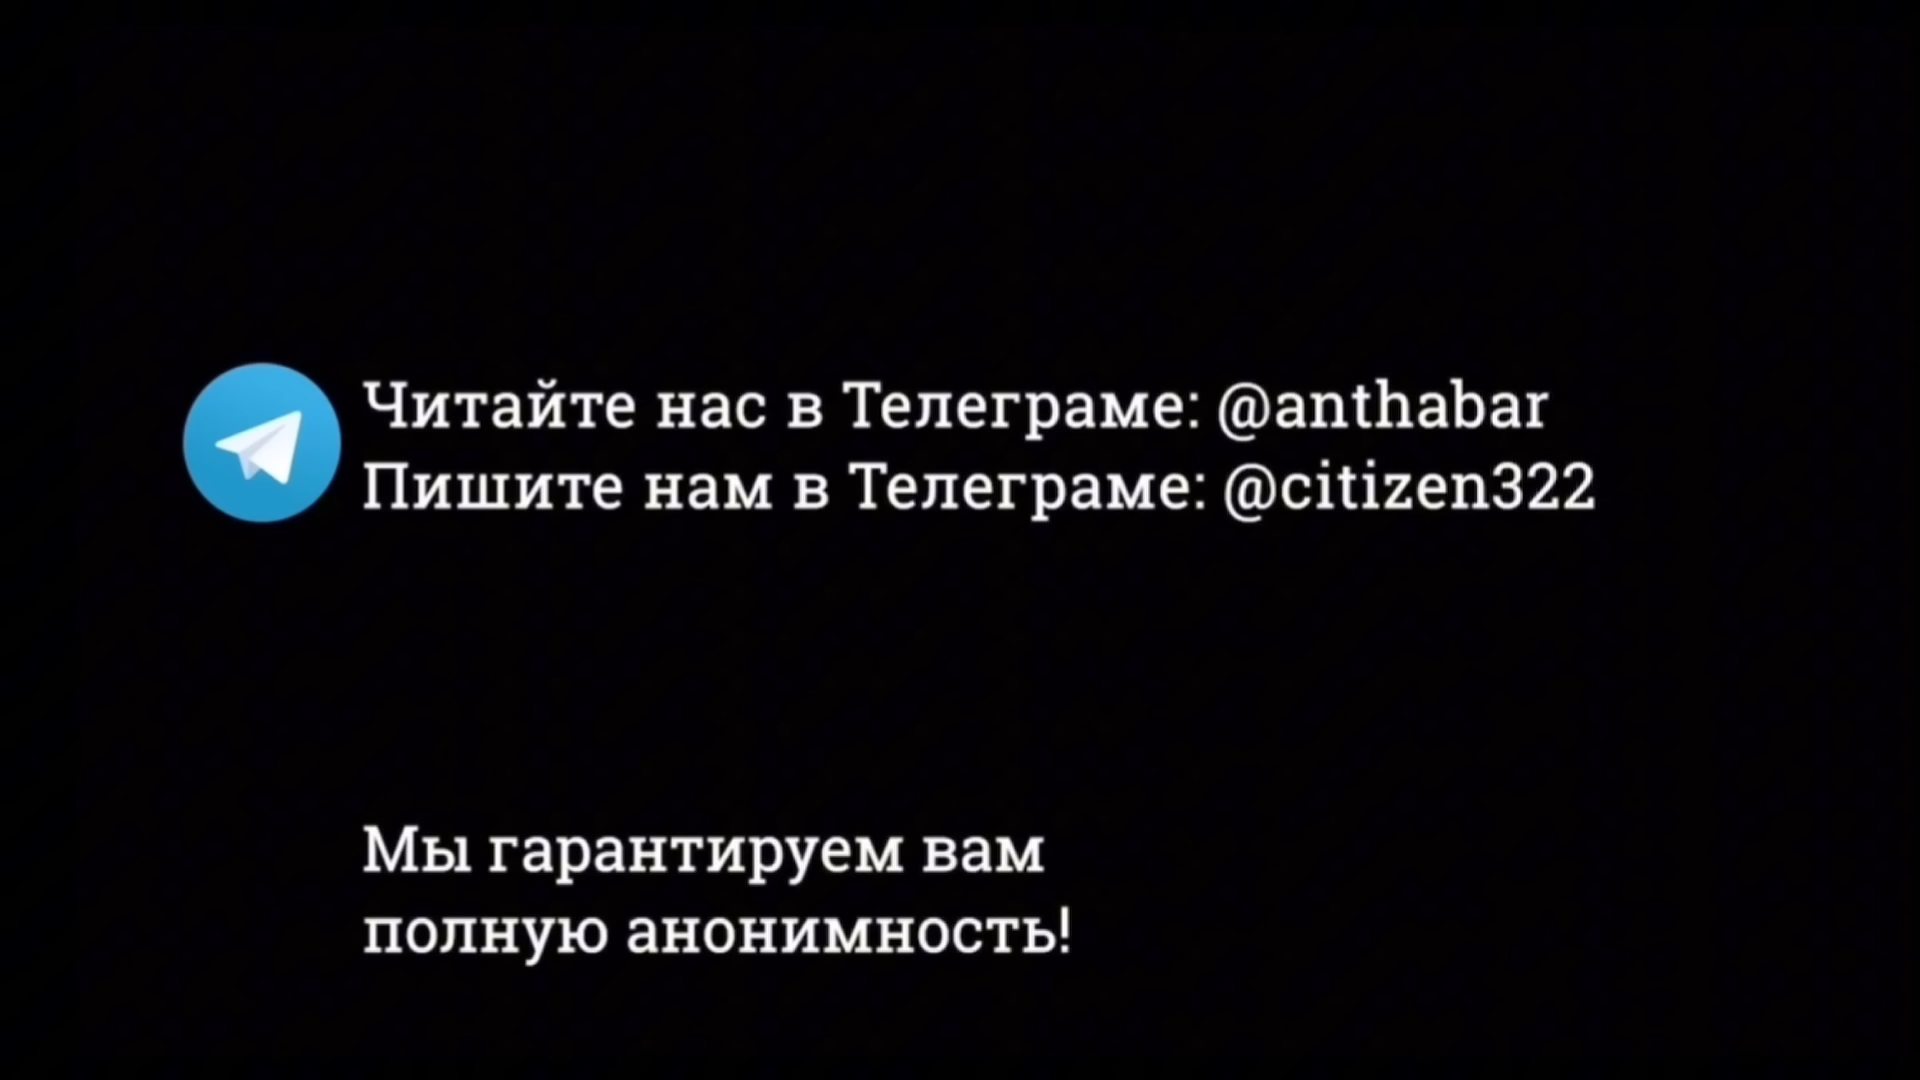 Читайте нас в Телеграме: @anthabar
Пишите нам в Телеграме: @citizen322
Мы гарантируем вам
полную анонимность!